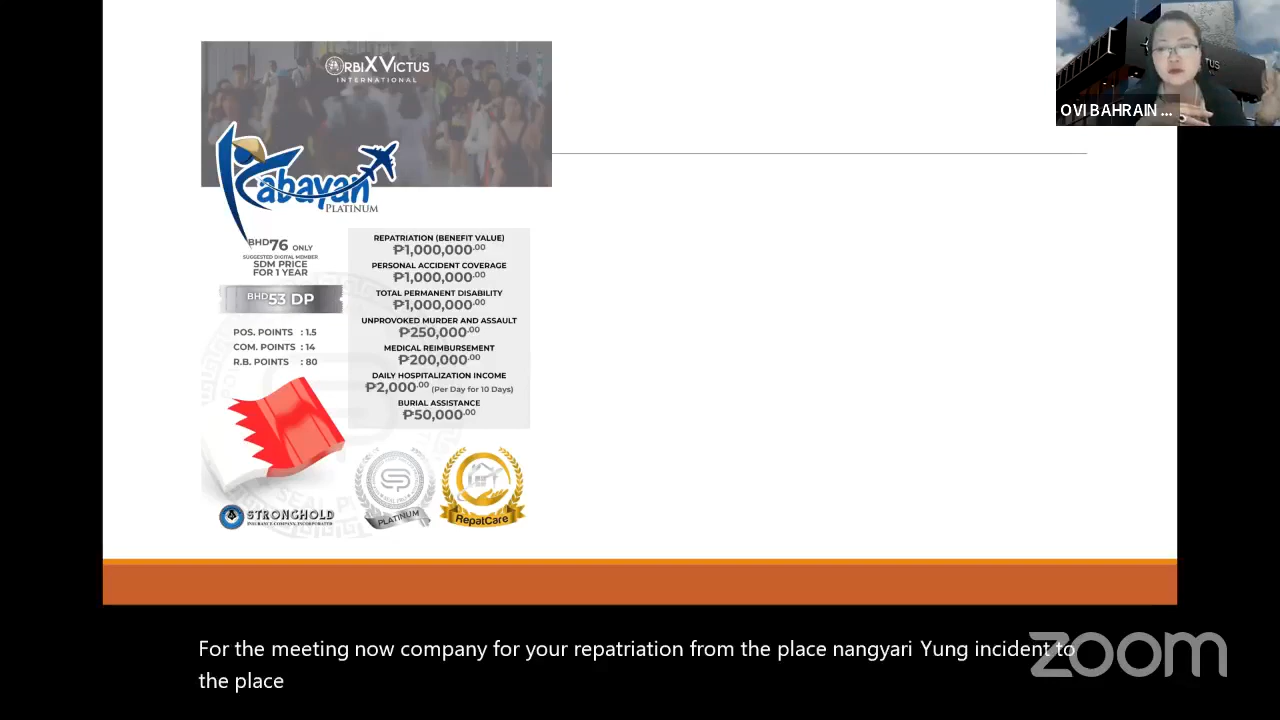 ORBIXVICTUS
INTERNATIONAL
Kabayan
PLATINUM
BHD76 ONLY
SUGGESTED DIGITAL MEMBER
SDM PRICE
FOR 1 YEAR
BHD53 DP
POS. POINTS : 1.5
COM. POINTS : 14
R.B. POINTS : 80
REPATRIATION (BENEFIT VALUE)
₱1,000,000.00
PERSONAL ACCIDENT COVERAGE
₱1,000,000.00
TOTAL PERMANENT DISABILITY
₱1,000,000.00
UNPROVOKED MURDER AND ASSAULT
₱250,000.00
MEDICAL REIMBURSEMENT
₱200,000.00
DAILY HOSPITALIZATION INCOME
₱2,000.00 (Per Day for 10 Days)
BURIAL ASSISTANCE
₱50,000.00
STRONGHOLD
INSURANCE COMPANY, INCORPORATED
PLATINUM
RepatCare
OVI BAHRAIN ...
For the meeting now company for your repatriation from the place nangyari Yung incident to
the place
zoom